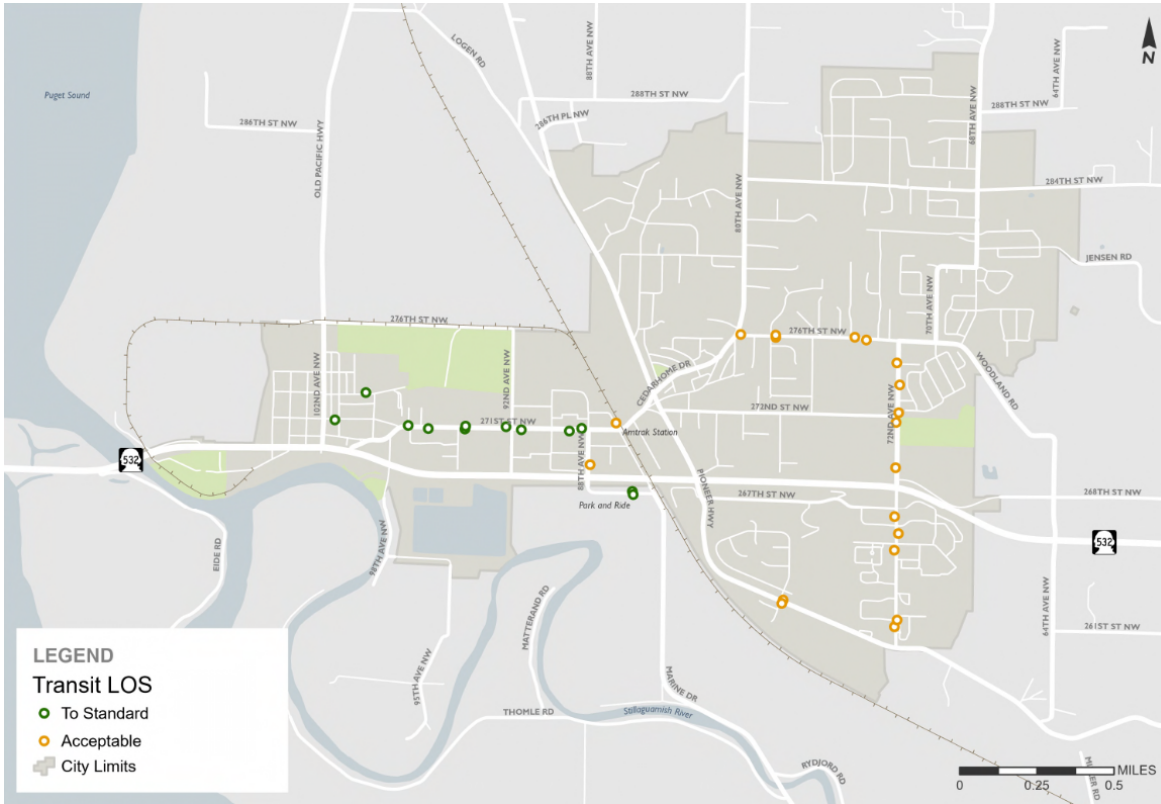 LOGEN RD
88TH AVE NW
64TH AVE NW
N
Puget Sound
288TH ST NW
288TH ST NW
286TH PL NW
68TH AVE NW
286TH ST NW
OLD PACIFIC HWY
284TH ST NW
88TH AVE NW
JENSEN RD
70TH AVE NW
276TH ST NW
276TH ST NW
WOODLAND RD
CEDARHOME DR
102ND AVE NW
92ND AVE NW
272ND ST NW
72ND AVE NW
271ST ST NW
Amtrak Station
532
88TH AVE NW
PIONEER HWY
267TH ST NW
268TH ST NW
Park and Ride
532
EIDE RD
98TH AVE NW
MATTERAND RD
64TH AVE NW
261ST ST NW
95TH AVE NW
MARINE DR
THOMLE RD
Stillaguamish River
RYDJORD RD
LEGEND
Transit LOS
To Standard
Acceptable
City Limits
MILES
0 0.25 0.5